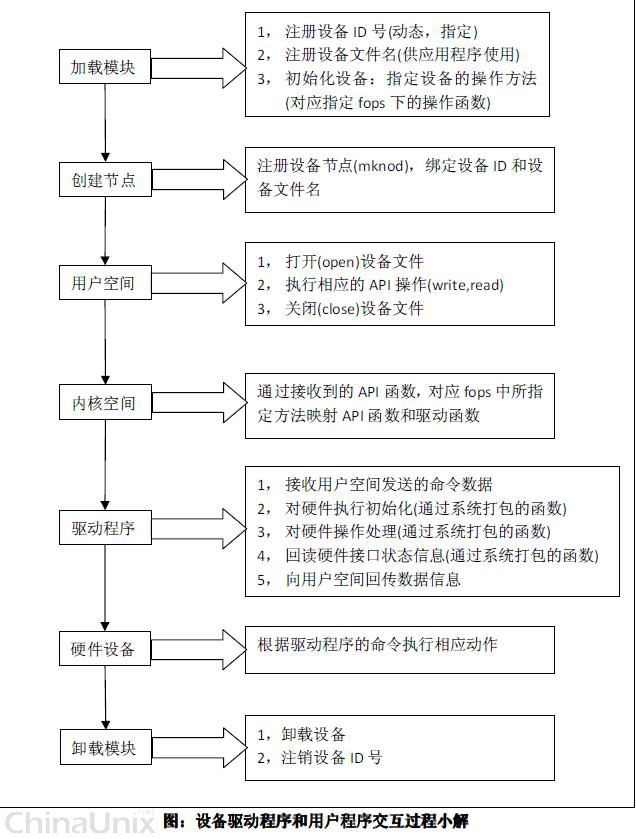 加载模块
1， 注册设备 ID 号(动态，指定)
2， 注册设备文件名(供应用程序使用)
3， 初始化设备：指定设备的操作方法
(对应指定 fops 下的操作函数)
创建节点
注册设备节点(mknod)，绑定设备 ID 和设
备文件名
用户空间
1， 打开(open)设备文件
2， 执行相应的 API 操作(write,read)
3， 关闭(close)设备文件
内核空间
通过接收到的 API 函数，对应 fops 中所指
定方法映射 API 函数和驱动函数
驱动程序
1， 接收用户空间发送的命令数据
2， 对硬件执行初始化(通过系统打包的函数)
3， 对硬件操作处理(通过系统打包的函数)
4， 回读硬件接口状态信息(通过系统打包的函数)
5， 向用户空间回传数据信息
硬件设备
根据驱动程序的命令执行相应动作
卸载模块
1，卸载设备
2，注销设备 ID 号
ChinaUnix.net
图：设备驱动程序和用户程序交互过程小解